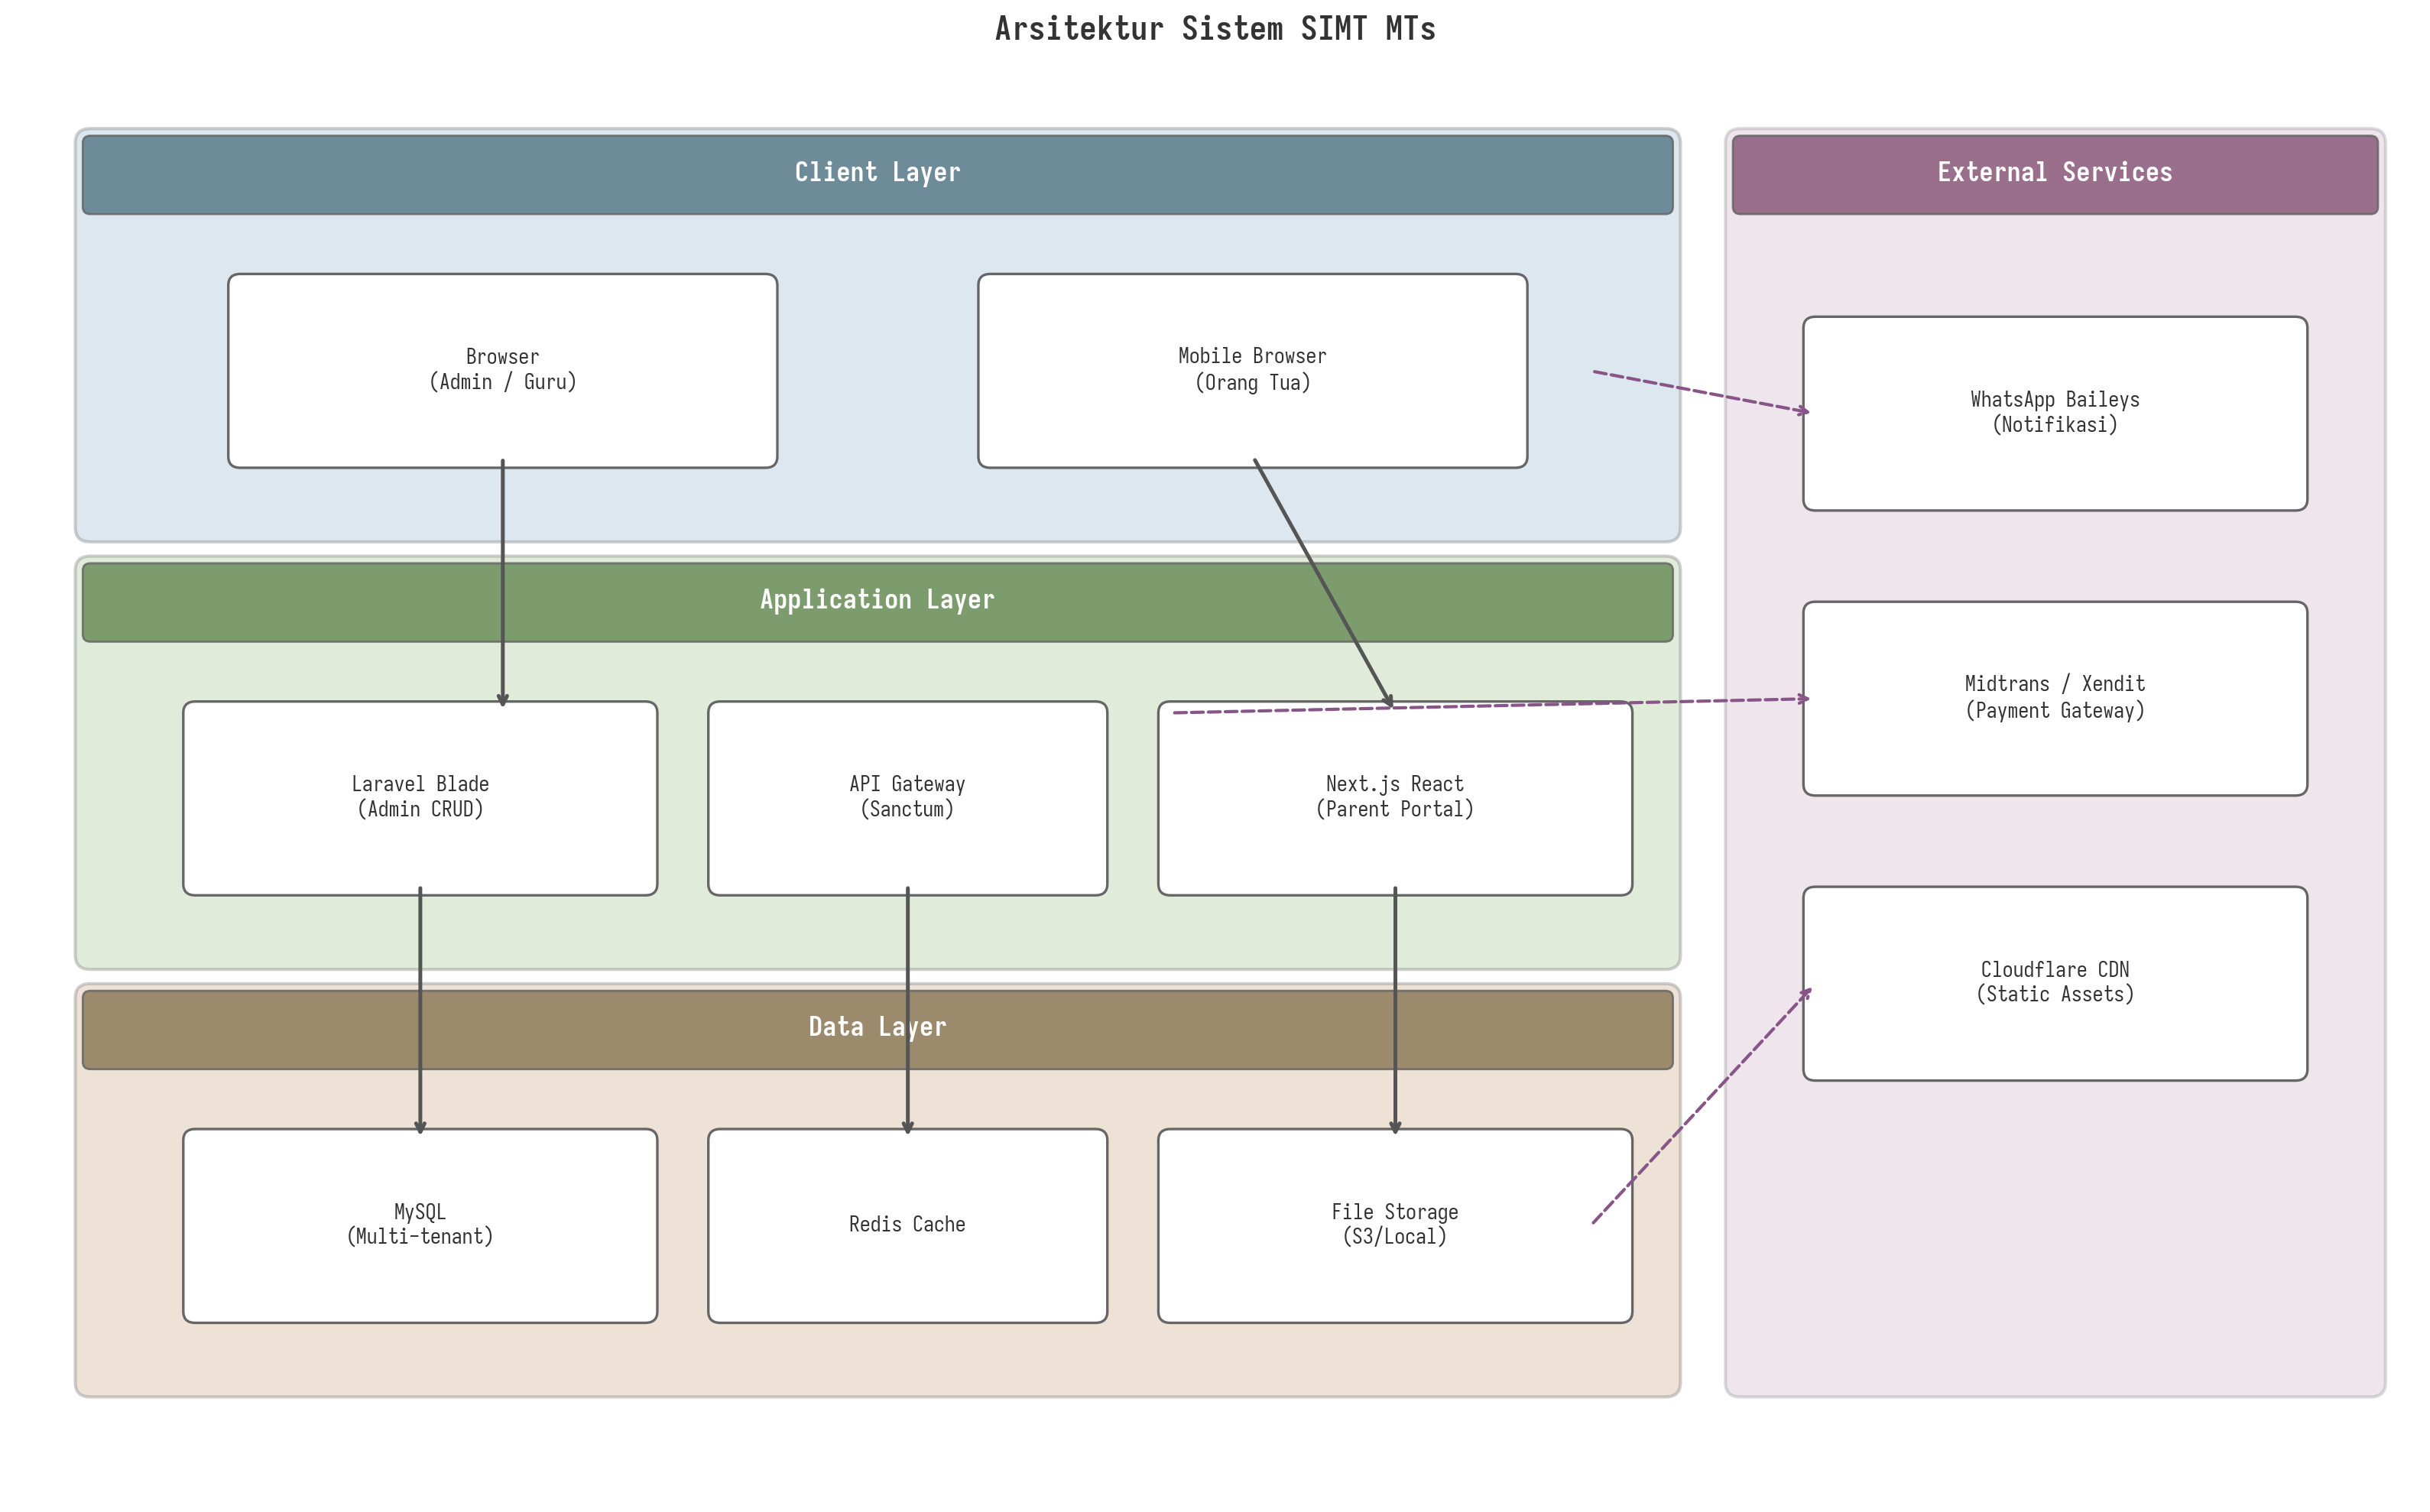 Arsitektur Sistem SIMT MTs
Client Layer
Browser
(Admin / Guru)
Mobile Browser
(Orang Tua)
Application Layer
Laravel Blade
(Admin CRUD)
API Gateway
(Sanctum)
Next.js React
(Parent Portal)
Data Layer
MySQL
(Multi-tenant)
Redis Cache
File Storage
(S3/Local)
External Services
WhatsApp Baileys
(Notifikasi)
Midtrans / Xendit
(Payment Gateway)
Cloudflare CDN
(Static Assets)